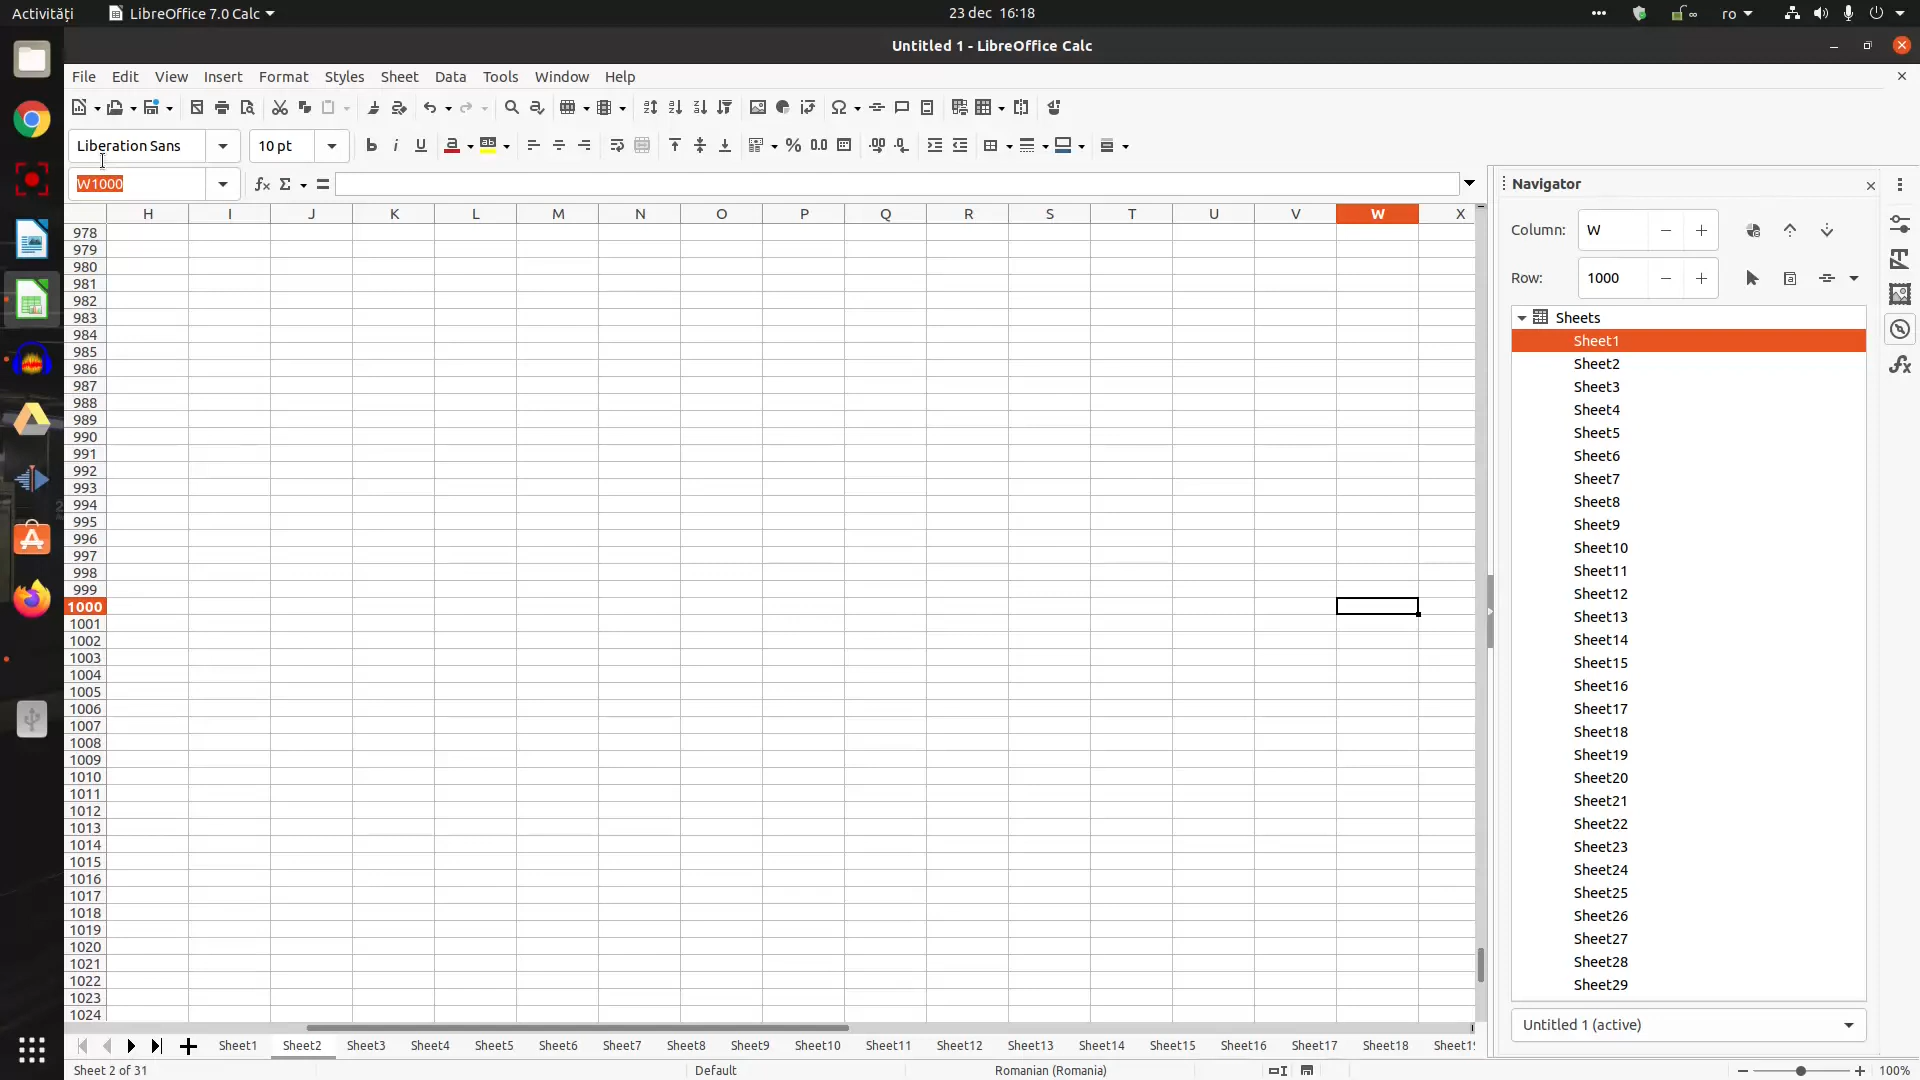 Activități
LibreOffice 7.0 Calc
23 dec 16:18
ro
Untitled 1 - LibreOffice Calc
File Edit View Insert Format Styles Sheet Data Tools Window Help
Liberation Sans
10 pt
W1000
H I J K L M N O P Q R S T U V W X
978
979
980
981
982
983
984
985
986
987
988
989
990
991
992
993
994
995
996
997
998
999
1000
1001
1002
1003
1004
1005
1006
1007
1008
1009
1010
1011
1012
1013
1014
1015
1016
1017
1018
1019
1020
1021
1022
1023
1024
Navigator
Column: W
Row: 1000
Sheets
Sheet1
Sheet2
Sheet3
Sheet4
Sheet5
Sheet6
Sheet7
Sheet8
Sheet9
Sheet10
Sheet11
Sheet12
Sheet13
Sheet14
Sheet15
Sheet16
Sheet17
Sheet18
Sheet19
Sheet20
Sheet21
Sheet22
Sheet23
Sheet24
Sheet25
Sheet26
Sheet27
Sheet28
Sheet29
Untitled 1 (active)
Sheet1 Sheet2 Sheet3 Sheet4 Sheet5 Sheet6 Sheet7 Sheet8 Sheet9 Sheet10 Sheet11 Sheet12 Sheet13 Sheet14 Sheet15 Sheet16 Sheet17 Sheet18
Sheet 2 of 31
Default
Romanian (Romania)
100%